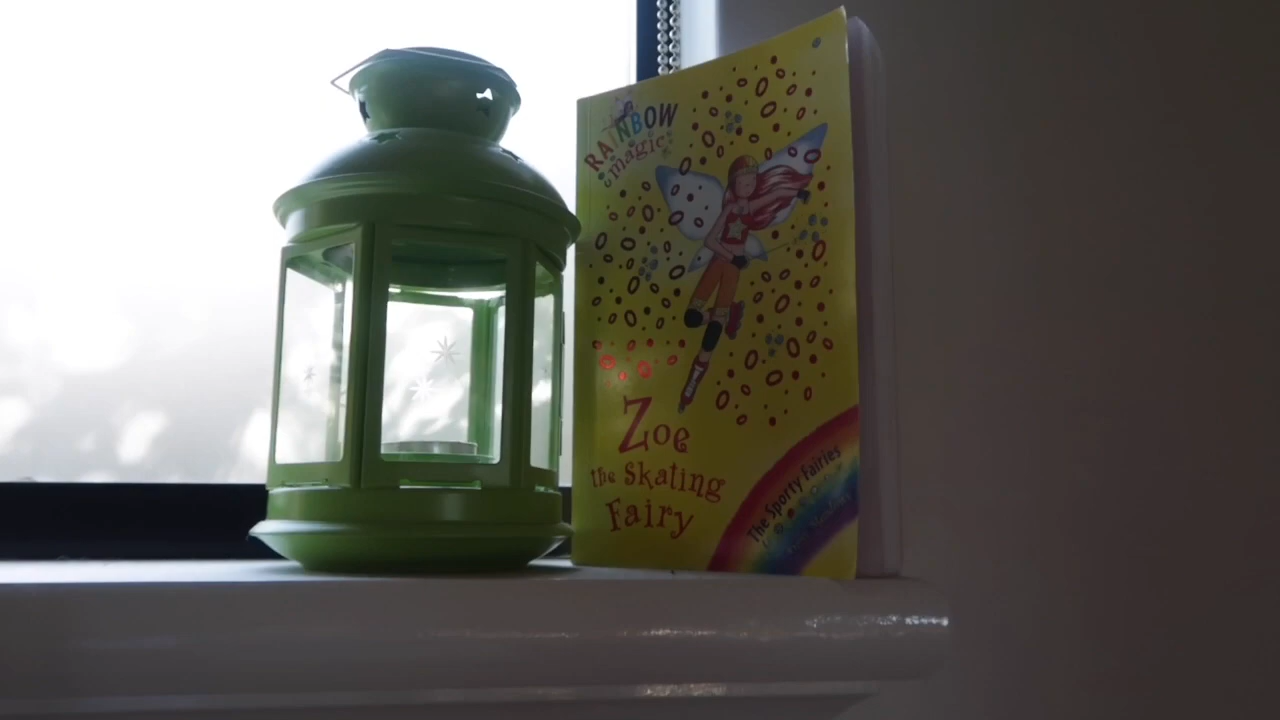 RAINBOW
magic
Zoe
the Skating
Fairy
The Sporty Fairies